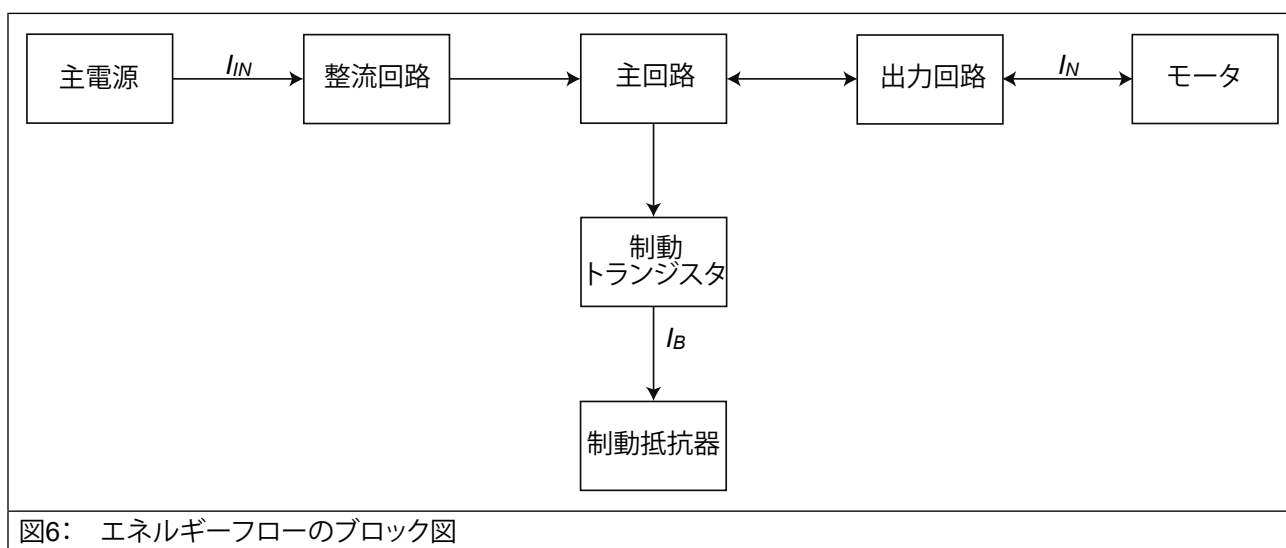 主電源
I_IN
整流回路
主回路
出力回路
I_N
モータ
制動
トランジスタ
I_B
制動抵抗器
図6： エネルギーフローのブロック図